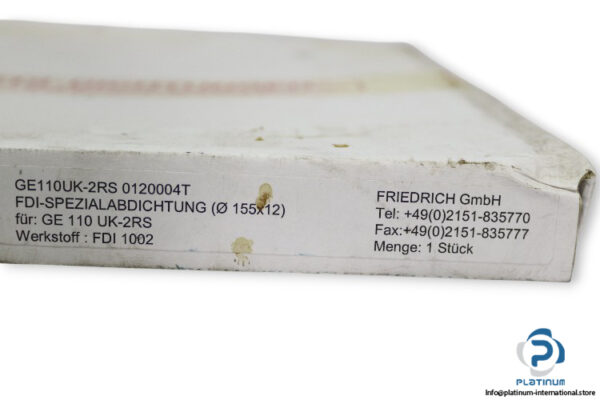 GE110UK-2RS 0120004T
FDI-SPEZIALABDICHTUNG (Ø 155x12)
für: GE 110 UK-2RS
Werkstoff : FDI 1002
FRIEDRICH GmbH
Tel: +49(0)2151-835770
Fax:+49(0)2151-835777
Menge: 1 Stück
PLATINUM
Info@platinum-international.store